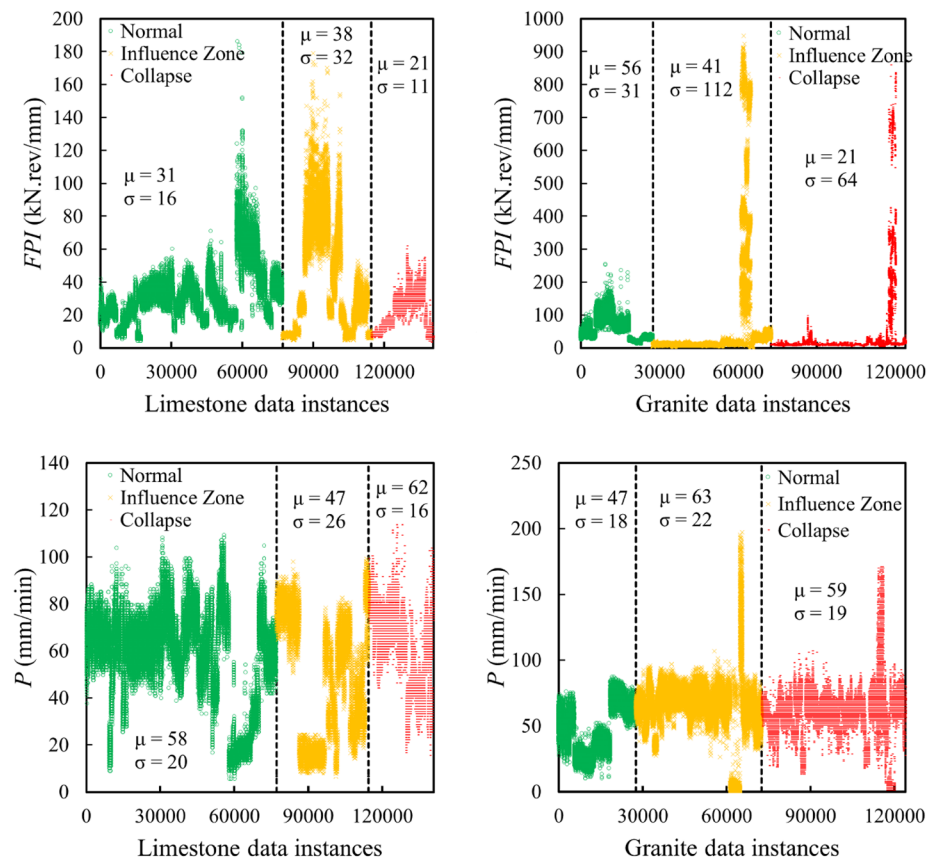 200
180
160
140
120
100
80
60
40
20
0
FPI (kN.rev/mm)
Normal
Influence Zone
Collapse
μ = 31
σ = 16
μ = 38
σ = 32
μ = 21
σ = 11
0 30000 60000 90000 120000
Limestone data instances
1000
900
800
700
600
500
400
300
200
100
0
FPI (kN.rev/mm)
Normal
Influence Zone
Collapse
μ = 56
σ = 31
μ = 41
σ = 112
μ = 21
σ = 64
0 30000 60000 90000 120000
Granite data instances
140
120
100
80
60
40
20
0
P (mm/min)
Normal
Influence Zone
Collapse
μ = 58
σ = 20
μ = 47
σ = 26
μ = 62
σ = 16
0 30000 60000 90000 120000
Limestone data instances
250
200
150
100
50
0
P (mm/min)
Normal
Influence Zone
Collapse
μ = 47
σ = 18
μ = 63
σ = 22
μ = 59
σ = 19
0 30000 60000 90000 120000
Granite data instances